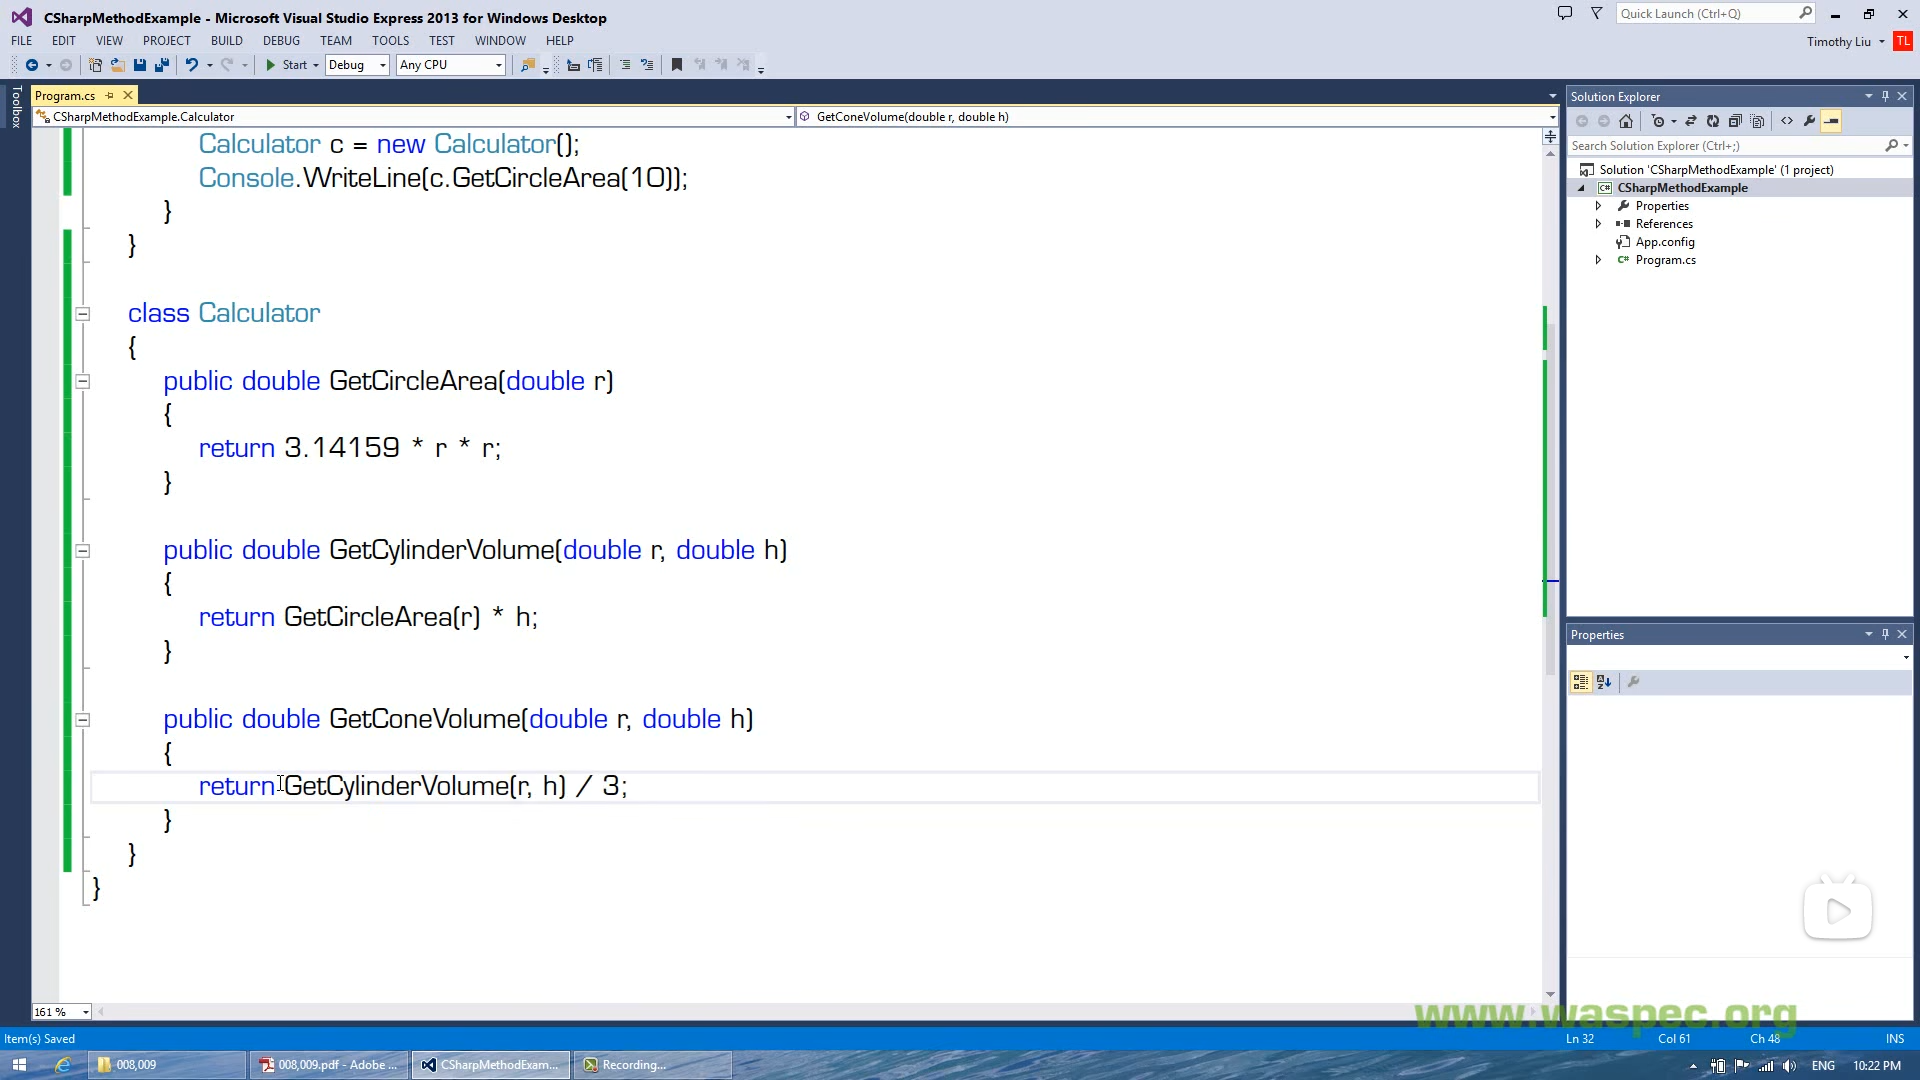 CSharpMethodExample - Microsoft Visual Studio Express 2013 for Windows Desktop
Quick Launch (Ctrl+Q)
FILE EDIT VIEW PROJECT BUILD DEBUG TEAM TOOLS TEST WINDOW HELP
Timothy Liu TL
Start Debug Any CPU
Toolbox
Program.cs
CSharpMethodExample.Calculator
GetConeVolume(double r, double h)
Calculator c = new Calculator();
Console.WriteLine(c.GetCircleArea(10));
}
}
class Calculator
{
public double GetCircleArea(double r)
{
return 3.14159 * r * r;
}
public double GetCylinderVolume(double r, double h)
{
return GetCircleArea(r) * h;
}
public double GetConeVolume(double r, double h)
{
return GetCylinderVolume(r, h) / 3;
}
}
}
161 %
Solution Explorer
Search Solution Explorer (Ctrl+;)
Solution 'CSharpMethodExample' (1 project)
C# CSharpMethodExample
Properties
References
App.config
C# Program.cs
Properties
www.waspec.org
Item(s) Saved
Ln 32 Col 61 Ch 48 INS
008,009
008,009.pdf - Adobe ...
CSharpMethodExam...
Recording...
ENG 10:22 PM